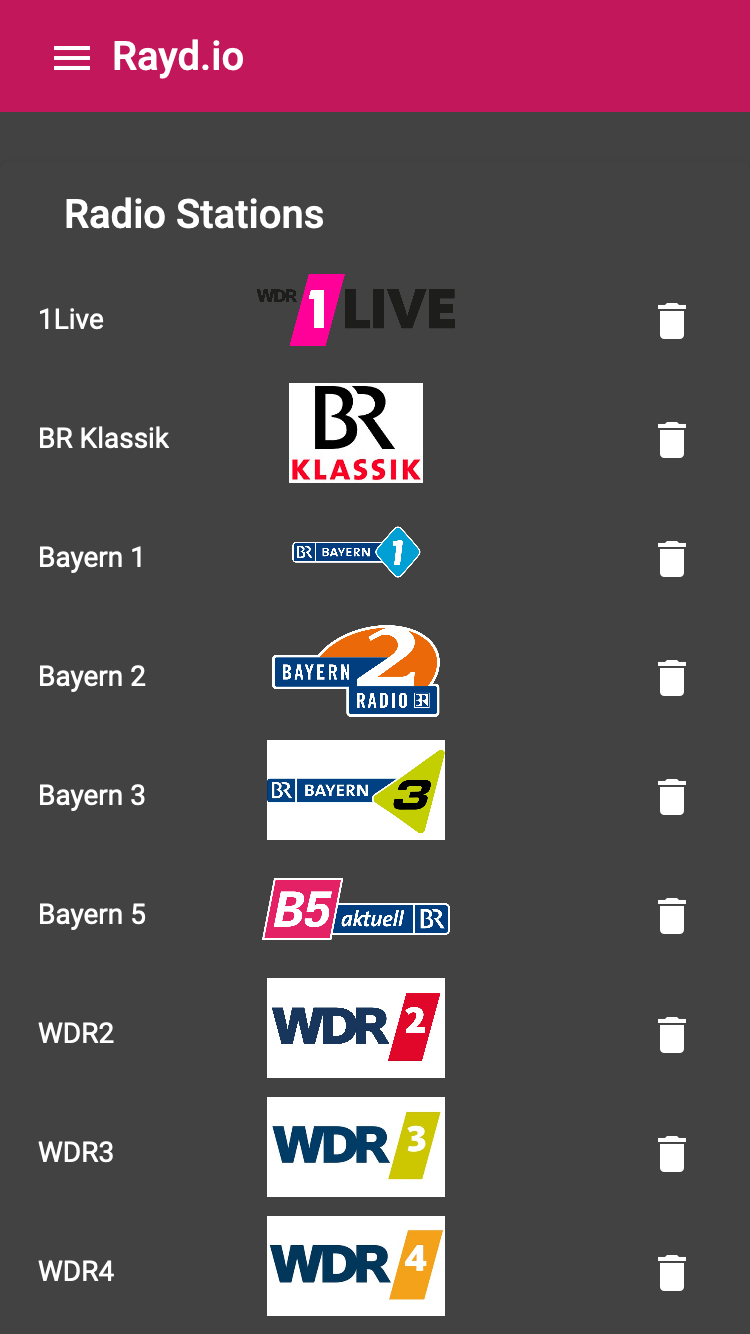 Rayd.io
Radio Stations
1Live
WDR 1 LIVE
BR Klassik
BR
KLASSIK
Bayern 1
BR BAYERN 1
Bayern 2
BAYERN 2
RADIO BR
Bayern 3
BR BAYERN 3
Bayern 5
B5 aktuell BR
WDR2
WDR 2
WDR3
WDR 3
WDR4
WDR 4